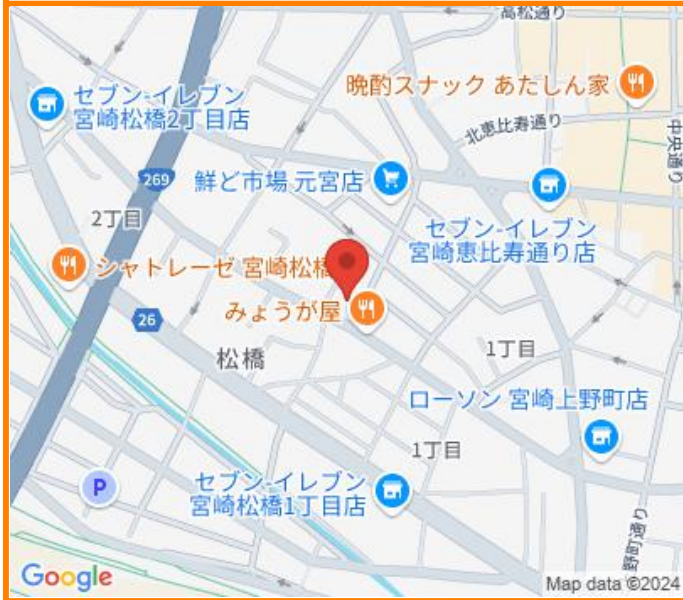 高松通り
セブン-イレブン
宮崎松橋2丁目店
晩酌スナック あたしん家
北恵比寿通り
中央通り
269
鮮ど市場 元宮店
2丁目
セブン-イレブン
宮崎恵比寿通り店
シャトレーゼ 宮崎松橋
みょうが屋
26
松橋
1丁目
ローソン 宮崎上野町店
1丁目
セブン-イレブン
宮崎松橋1丁目店
P
野町通り
Google
Map data ©2024